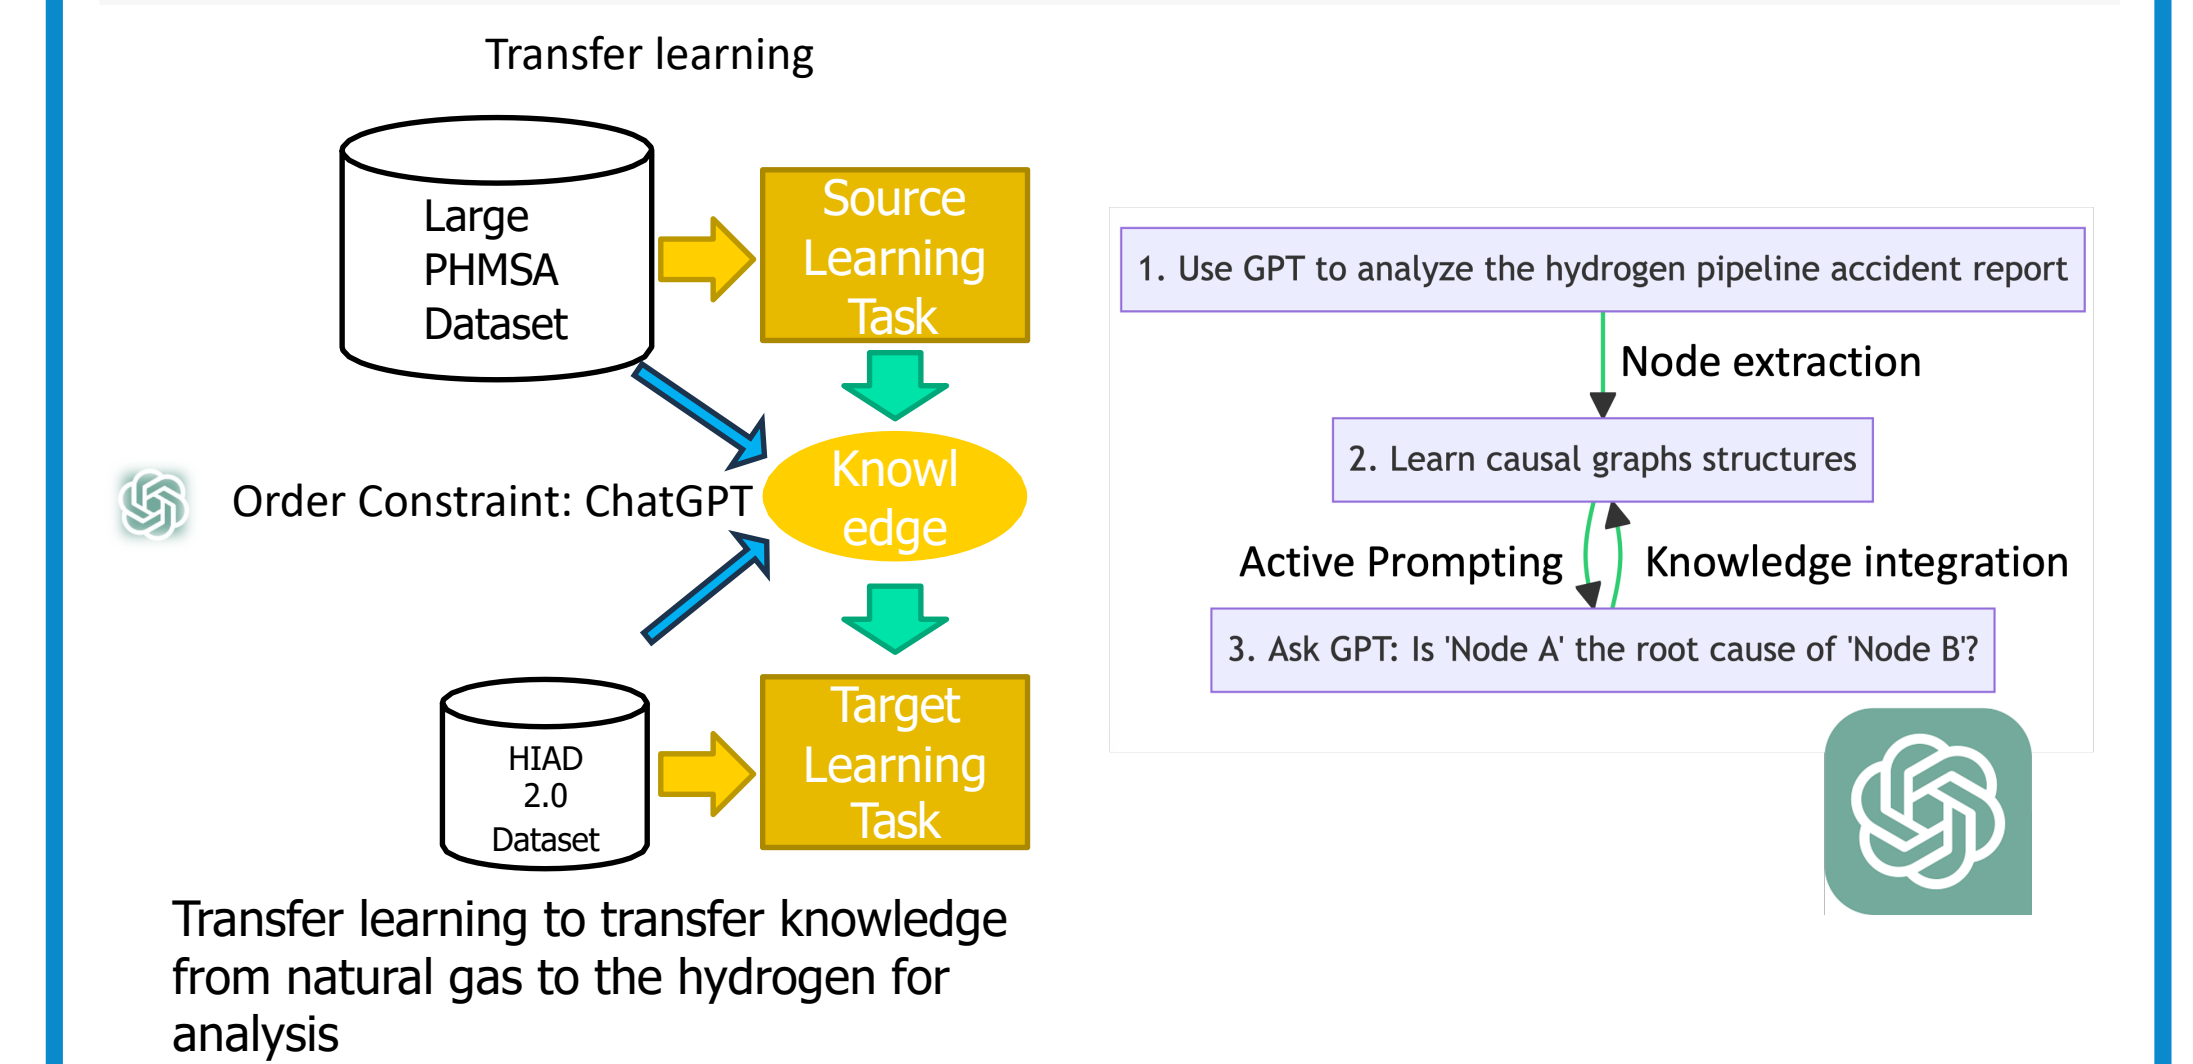 Transfer learning
Large
PHMSA
Dataset
Source
Learning
Task
Order Constraint: ChatGPT
Knowl
edge
HIAD
2.0
Dataset
Target
Learning
Task
Transfer learning to transfer knowledge
from natural gas to the hydrogen for
analysis
1. Use GPT to analyze the hydrogen pipeline accident report
Node extraction
2. Learn causal graphs structures
Active Prompting
Knowledge integration
3. Ask GPT: Is 'Node A' the root cause of 'Node B'?